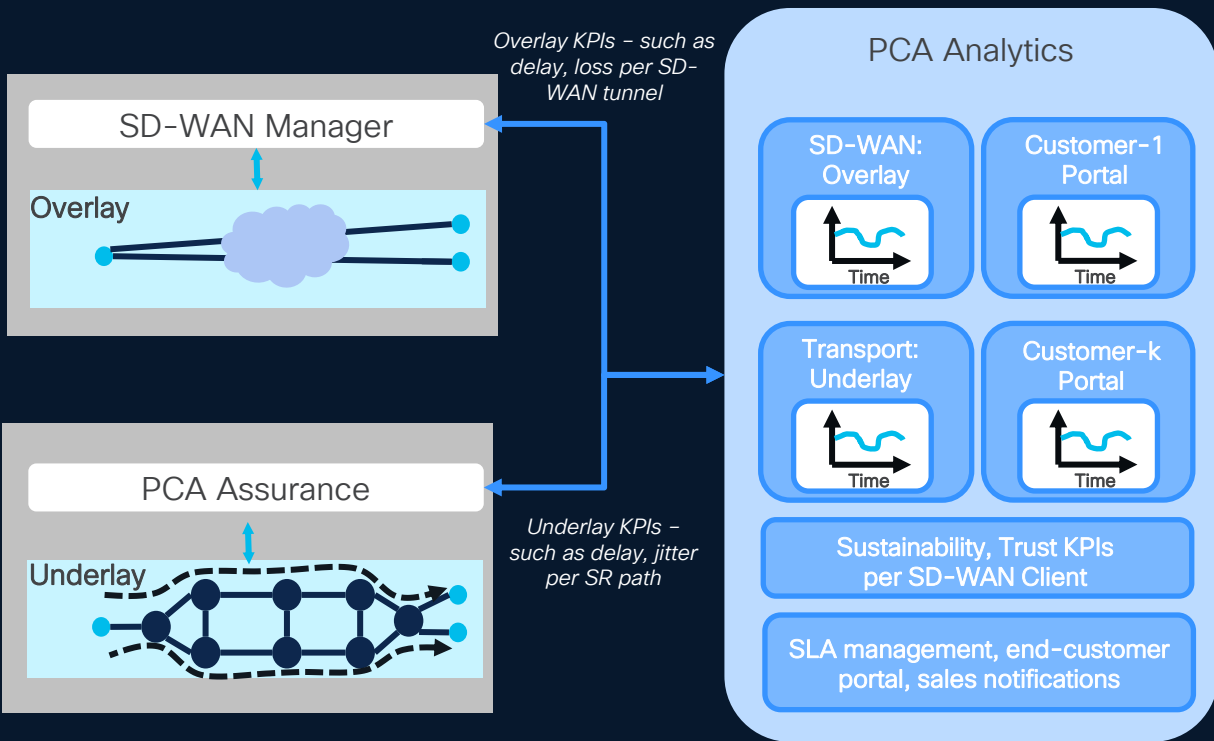 Overlay KPIs – such as
delay, loss per SD-
WAN tunnel
SD-WAN Manager
Overlay
PCA Assurance
Underlay
Underlay KPIs –
such as delay, jitter
per SR path
PCA Analytics
SD-WAN:
Overlay
Time
Customer-1
Portal
Time
Transport:
Underlay
Time
Customer-k
Portal
Time
Sustainability, Trust KPIs
per SD-WAN Client
SLA management, end-customer
portal, sales notifications